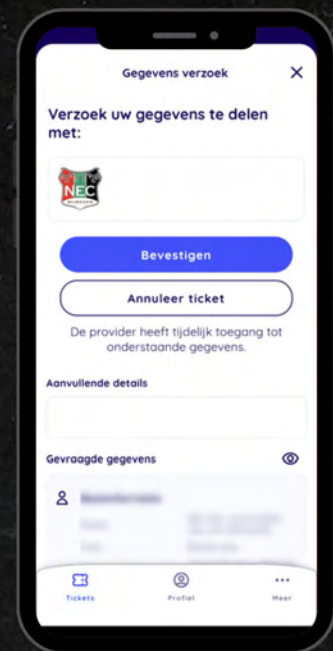 Gegevens verzoek
Verzoek uw gegevens te delen
met:
NEC
NIJMEGEN
Bevestigen
Annuleer ticket
De provider heeft tijdelijk toegang tot
onderstaande gegevens.
Aanvullende details
Gevraagde gegevens
Tickets
Profiel
Meer